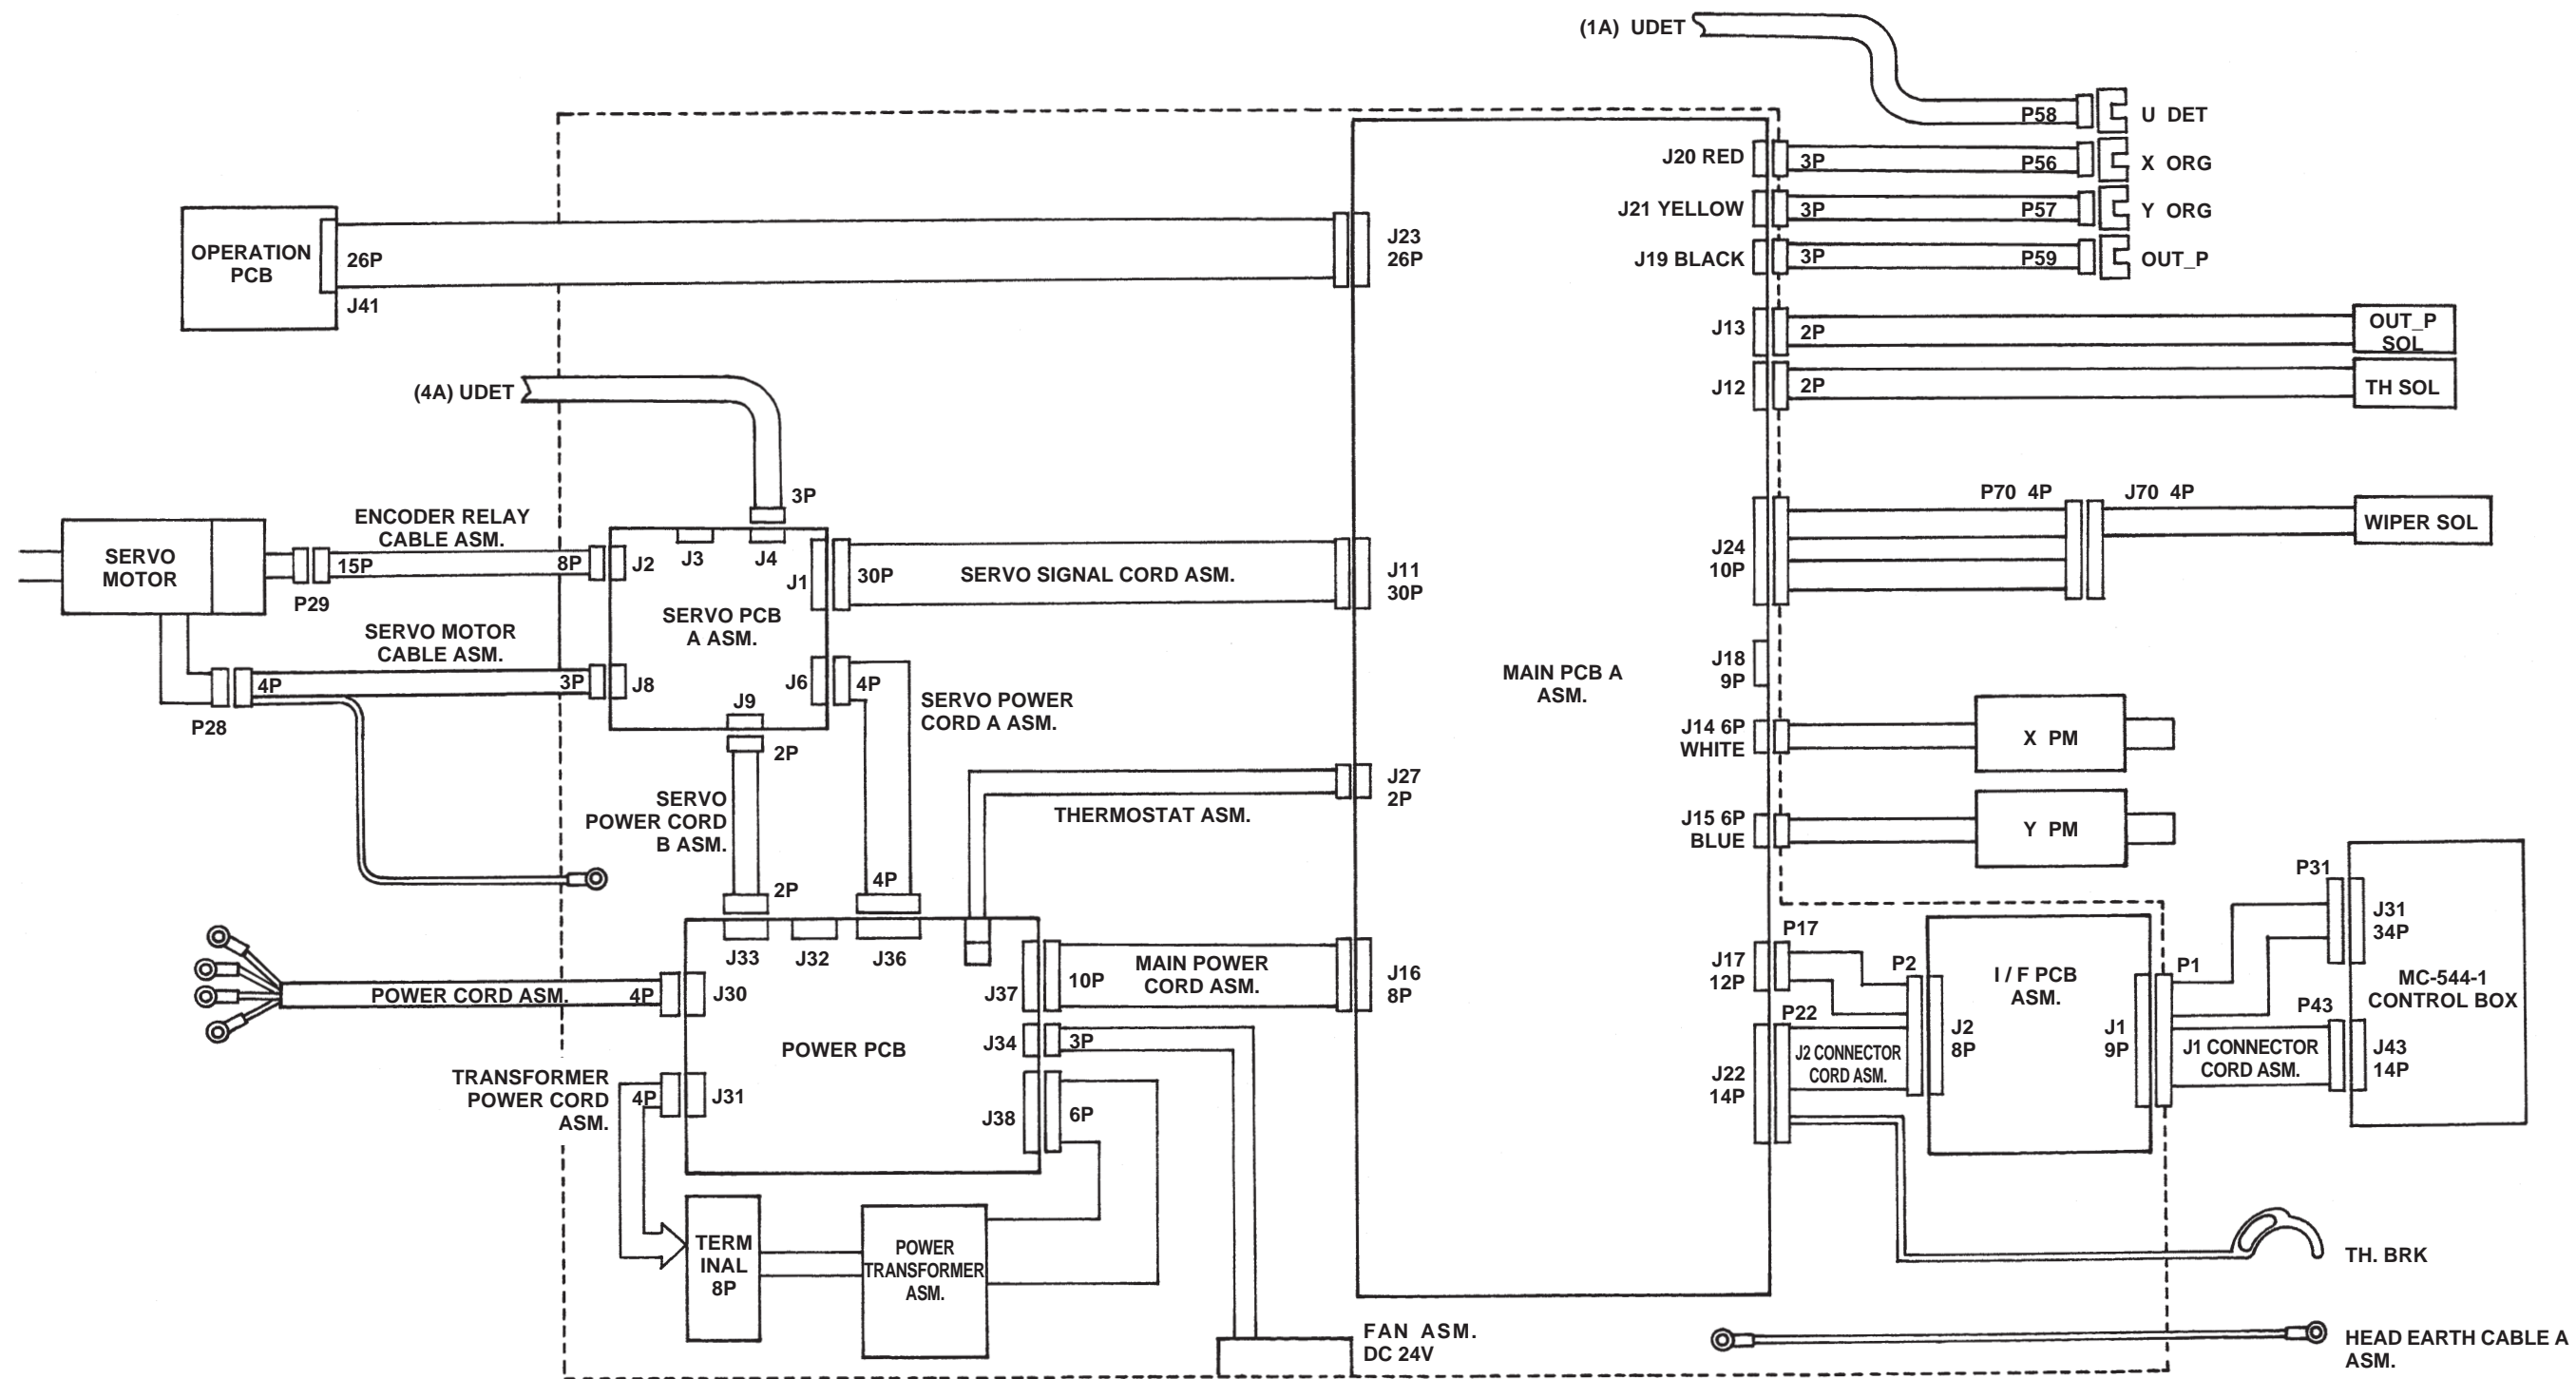 (1A) UDET
P58
U DET
J20 RED
3P
P56
X ORG
J21 YELLOW
3P
P57
Y ORG
J19 BLACK
3P
P59
OUT_P
OPERATION
PCB
26P
J41
J23
26P
J13
2P
OUT_P
SOL
J12
2P
TH SOL
(4A) UDET
3P
P70 4P
J70 4P
WIPER SOL
J24
10P
SERVO
MOTOR
ENCODER RELAY
CABLE ASM.
15P
8P
P29
J2
J3
J4
J1
30P
SERVO SIGNAL CORD ASM.
J11
30P
SERVO PCB
A ASM.
SERVO MOTOR
CABLE ASM.
4P
3P
P28
J8
J9
J6
4P
SERVO POWER
CORD A ASM.
MAIN PCB A
ASM.
J18
9P
J14 6P
WHITE
X PM
2P
SERVO
POWER CORD
B ASM.
2P
4P
THERMOSTAT ASM.
J27
2P
J15 6P
BLUE
Y PM
J33
J32
J36
POWER CORD ASM.
4P
J30
J37
10P
MAIN POWER
CORD ASM.
J16
8P
POWER PCB
J34
3P
TRANSFORMER
POWER CORD
ASM.
4P
J31
J38
6P
P17
J17
12P
P2
I / F PCB
ASM.
P1
P31
J31
34P
MC-544-1
CONTROL BOX
P22
J22
14P
J2 CONNECTOR
CORD ASM.
J2
8P
J1
9P
J1 CONNECTOR
CORD ASM.
P43
J43
14P
TERM
INAL
8P
POWER
TRANSFORMER
ASM.
FAN ASM.
DC 24V
TH. BRK
HEAD EARTH CABLE A
ASM.